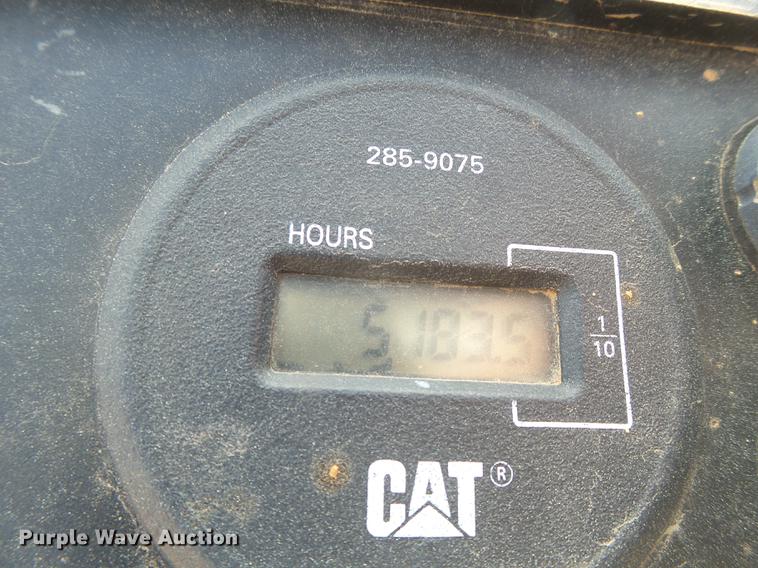 285-9075
HOURS
5183.5
1
10
CAT®
Purple Wave Auction